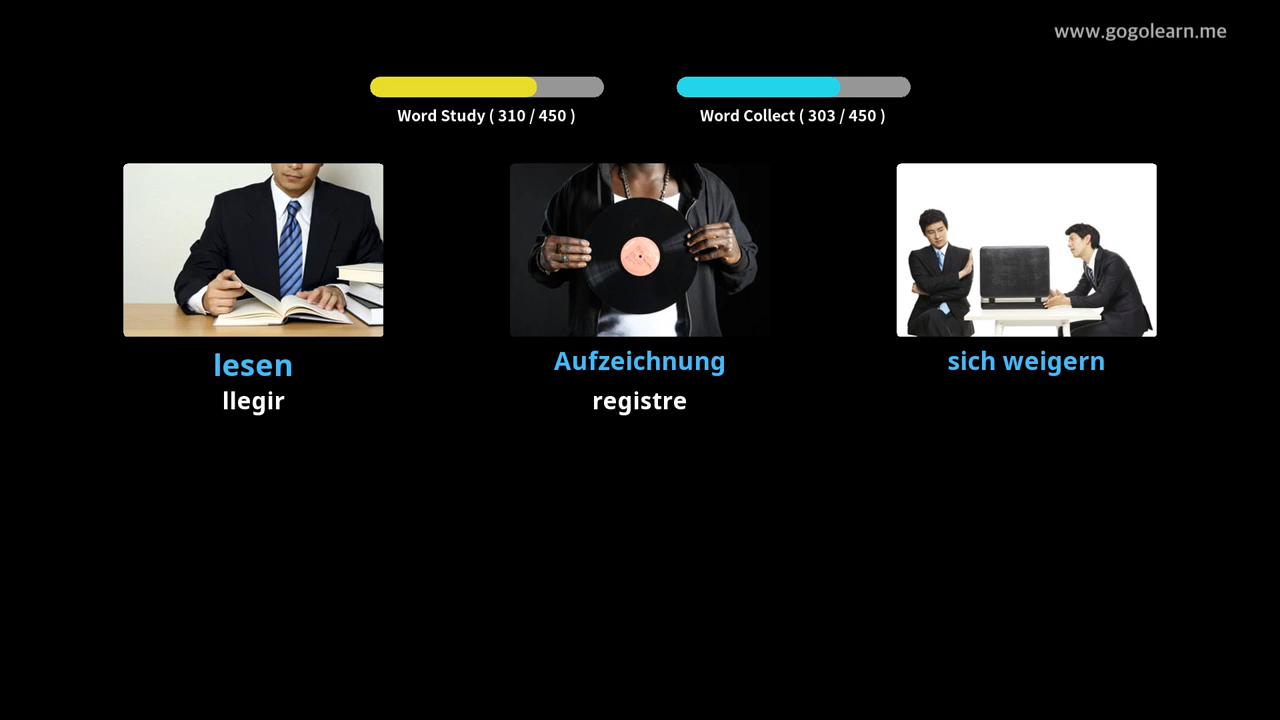 www.gogolearn.me
Word Study ( 310 / 450 )
Word Collect ( 303 / 450 )
lesen
llegir
Aufzeichnung
registre
sich weigern